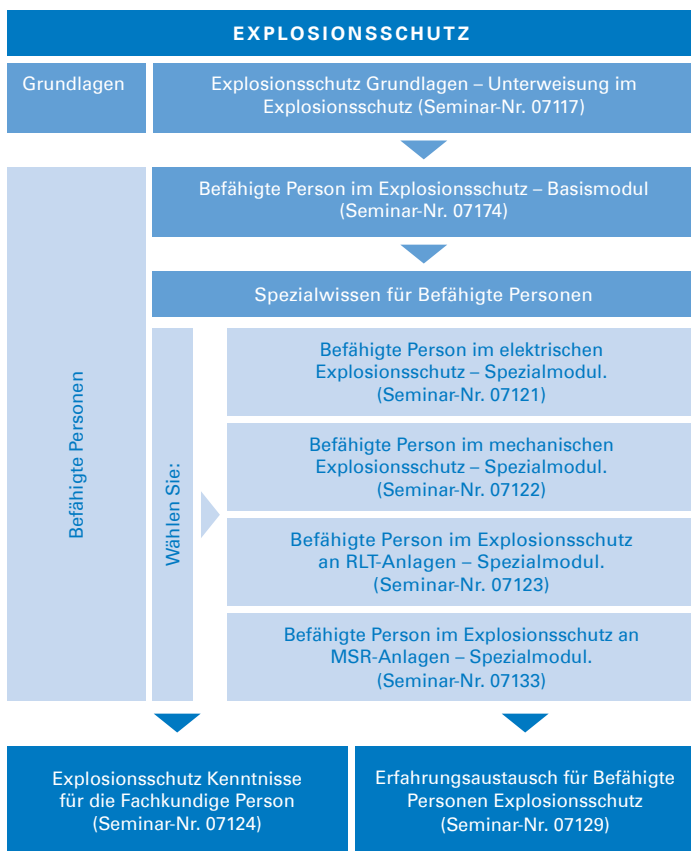 EXPLOSIONSSCHUTZ
Grundlagen
Explosionsschutz Grundlagen – Unterweisung im
Explosionsschutz (Seminar-Nr. 07117)
Befähigte Personen
Befähigte Person im Explosionsschutz – Basismodul
(Seminar-Nr. 07174)
Spezialwissen für Befähigte Personen
Wählen Sie:
Befähigte Person im elektrischen
Explosionsschutz – Spezialmodul.
(Seminar-Nr. 07121)
Befähigte Person im mechanischen
Explosionsschutz – Spezialmodul.
(Seminar-Nr. 07122)
Befähigte Person im Explosionsschutz
an RLT-Anlagen – Spezialmodul.
(Seminar-Nr. 07123)
Befähigte Person im Explosionsschutz an
MSR-Anlagen – Spezialmodul.
(Seminar-Nr. 07133)
Explosionsschutz Kenntnisse
für die Fachkundige Person
(Seminar-Nr. 07124)
Erfahrungsaustausch für Befähigte
Personen Explosionsschutz
(Seminar-Nr. 07129)